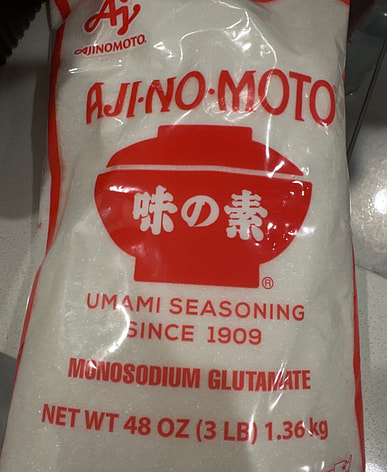 Aj
AJINOMOTO.
AJI-NO-MOTO
味の素
®
UMAMI SEASONING
SINCE 1909
MONOSODIUM GLUTAMATE
NET WT 48 OZ (3 LB) 1.36 kg